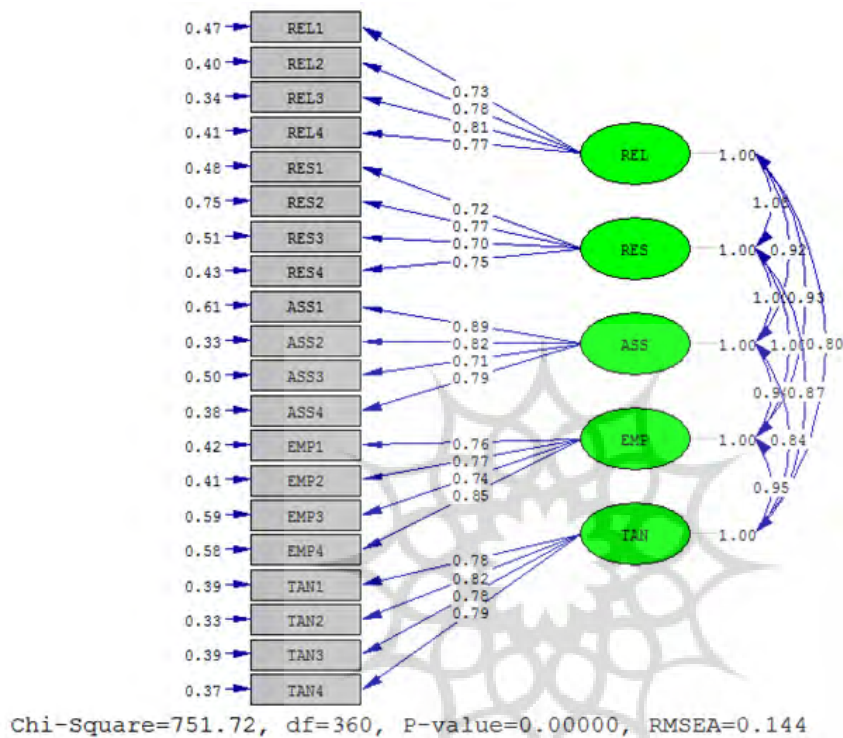 0.47 REL1
0.40 REL2
0.34 REL3
0.41 REL4
0.48 RES1
0.75 RES2
0.51 RES3
0.43 RES4
0.61 ASS1
0.33 ASS2
0.50 ASS3
0.38 ASS4
0.42 EMP1
0.41 EMP2
0.59 EMP3
0.58 EMP4
0.39 TAN1
0.33 TAN2
0.39 TAN3
0.37 TAN4
0.73
0.78
0.81
0.77
0.72
0.77
0.70
0.75
0.89
0.82
0.71
0.79
0.76
0.77
0.74
0.85
0.78
0.82
0.78
0.79
REL 1.00
RES 1.00
ASS 1.00
EMP 1.00
TAN 1.00
0.92
0.93
0.80
0.87
0.84
0.95
Chi-Square=751.72, df=360, P-value=0.00000, RMSEA=0.144